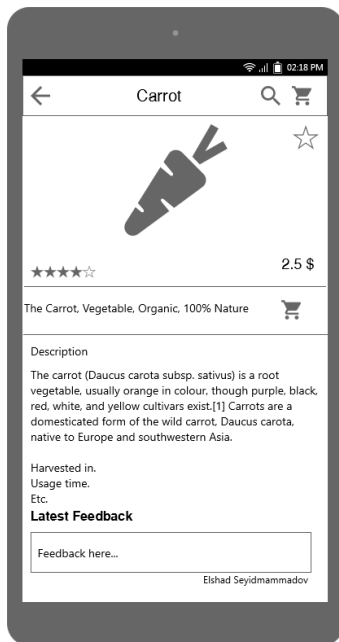 02:18 PM
Carrot
2.5 $
The Carrot, Vegetable, Organic, 100% Nature
Description
The carrot (Daucus carota subsp. sativus) is a root
vegetable, usually orange in colour, though purple, black,
red, white, and yellow cultivars exist.[1] Carrots are a
domesticated form of the wild carrot, Daucus carota,
native to Europe and southwestern Asia.
Harvested in.
Usage time.
Etc.
Latest Feedback
Feedback here...
Elshad Seyidmammadov